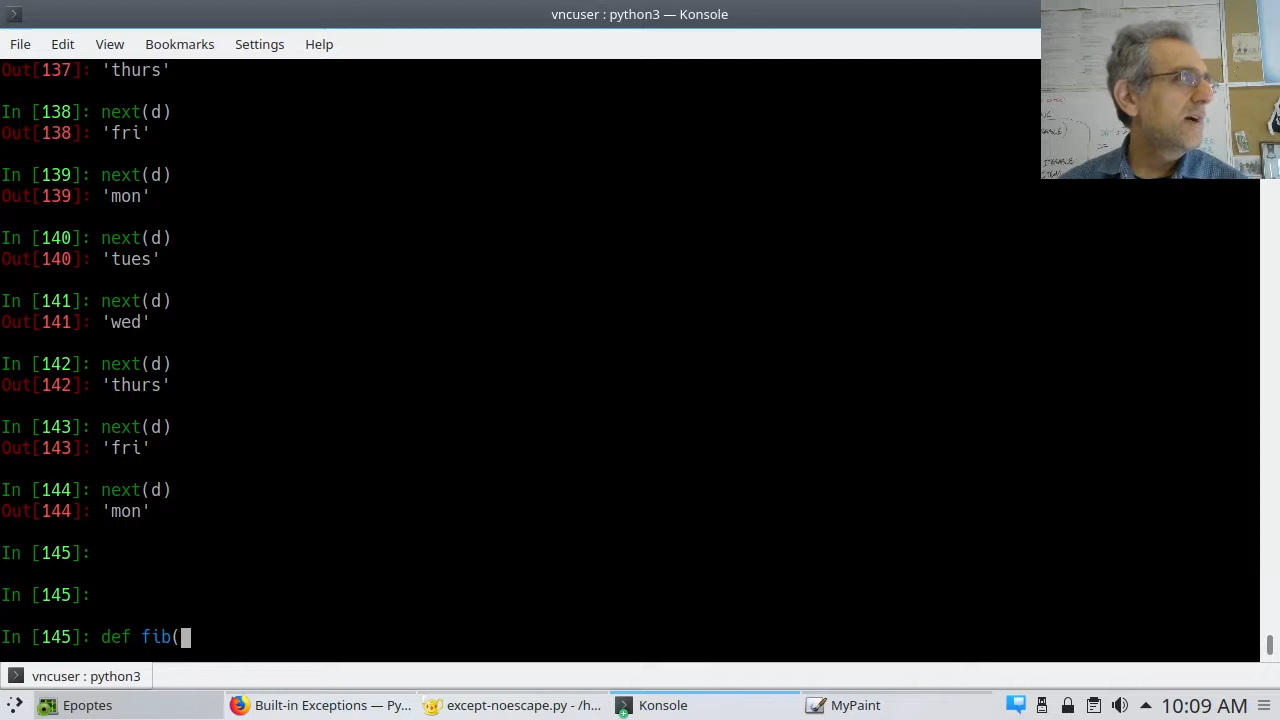 vncuser : python3 — Konsole
File Edit View Bookmarks Settings Help
Out[137]: 'thurs'
In [138]: next(d)
Out[138]: 'fri'
In [139]: next(d)
Out[139]: 'mon'
In [140]: next(d)
Out[140]: 'tues'
In [141]: next(d)
Out[141]: 'wed'
In [142]: next(d)
Out[142]: 'thurs'
In [143]: next(d)
Out[143]: 'fri'
In [144]: next(d)
Out[144]: 'mon'
In [145]:
In [145]:
In [145]: def fib(
vncuser : python3
Epoptes Built-in Exceptions — Py... except-noescape.py. /h... Konsole MyPaint 10:09 AM